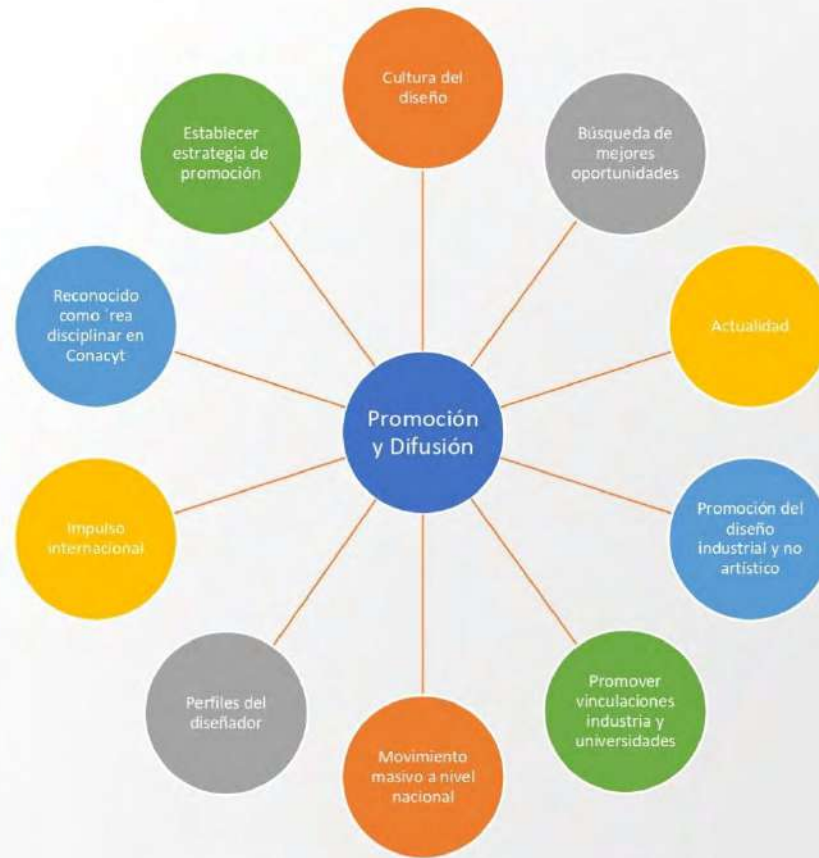 Cultura del
diseño
Búsqueda de
mejores
oportunidades
Actualidad
Promoción del
diseño
industrial y no
artístico
Promover
vinculaciones
industria y
universidades
Movimiento
masivo a nivel
nacional
Perfiles del
diseñador
Impulso
internacional
Reconocido
como ´rea
disciplinar en
Conacyt
Establecer
estrategia de
promoción
Promoción
y Difusión